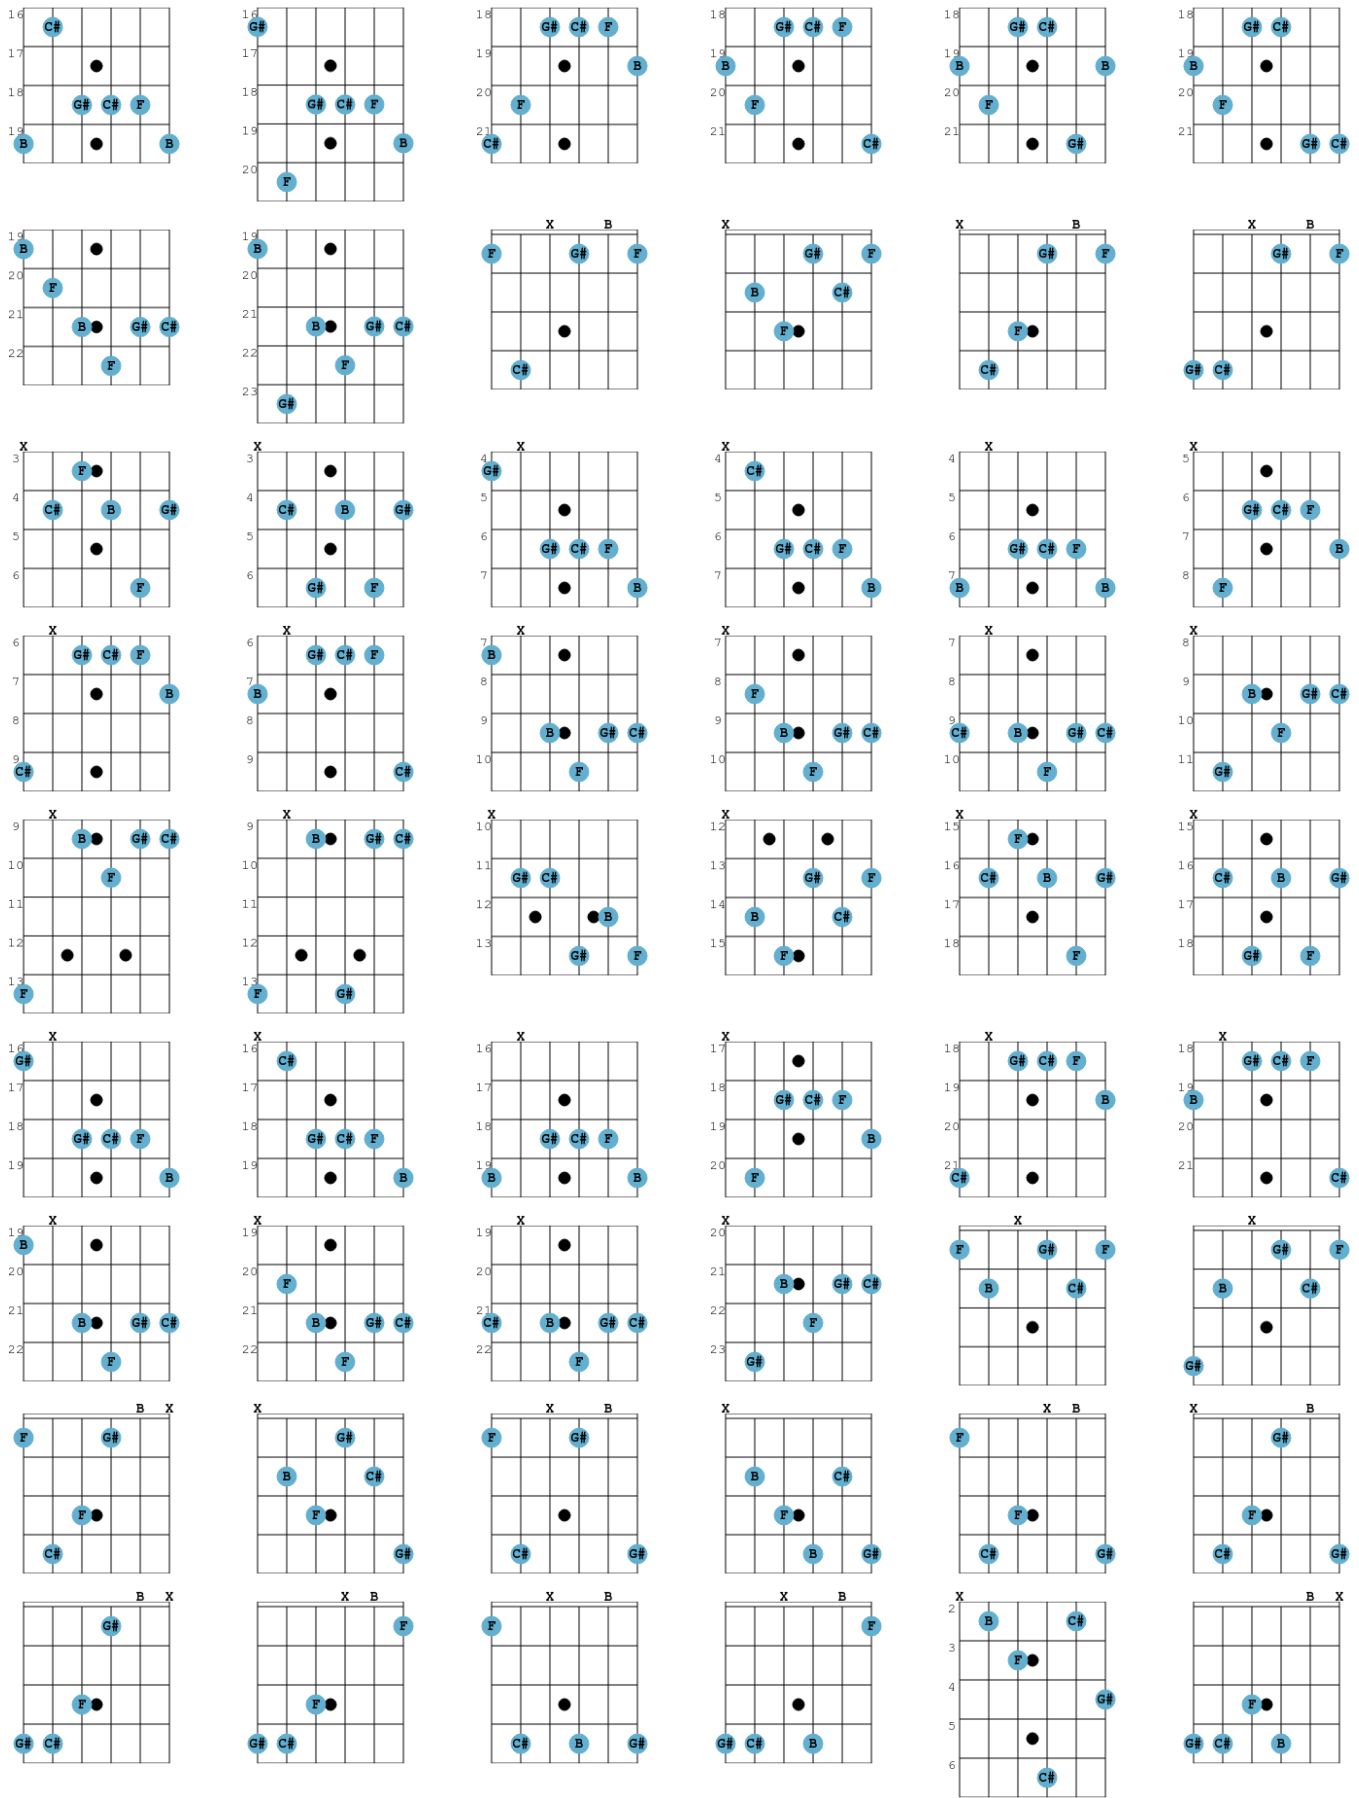 16 C#
17
18 G# C# F
19 B B
16 G#
17
18 G# C# F
19 B
20 F
18 G# C# F
19 B
20 F
21 C#
18 G# C# F
19 B
20 F
21 C#
18 G# C#
19 B B
20 F
21 G#
18 G# C#
19 B
20 F
21 G# C#
19 B
20 F
21 B G# C#
22 F
19 B
20
21 B G# C#
22 F
23 G#
X B
F G# F
C#
X
G# F
B C#
F
X B
G# F
F
C#
X B
G# F
G# C#
X
3 F
4 C# B G#
5
6 F
X
3
4 C# B G#
5
6 G# F
X
4 G#
5
6 G# C# F
7 B
X
4 C#
5
6 G# C# F
7 B
X
4
5
6 G# C# F
7 B B
X
5
6 G# C# F
7 B
8 F
X
6 G# C# F
7 B
8
9 C#
X
6 G# C# F
7 B
8
9 C#
X
7 B
8
9 B G# C#
10 F
X
7
8 F
9 B G# C#
10 F
X
7
8
9 C# B G# C#
10 F
X
8
9 B G# C#
10 F
11 G#
X
9 B G# C#
10 F
11
12
13 F
X
9 B G# C#
10
11
12
13 F G#
X
10
11 G# C#
12 B
13 G# F
X
12
13 G# F
14 B C#
15 F
X
15 F
16 C# B G#
17
18 F
X
15
16 C# B G#
17
18 G# F
X
16 G#
17
18 G# C# F
19 B
X
16 C#
17
18 G# C# F
19 B
X
16
17
18 G# C# F
19 B B
X
17
18 G# C# F
19 B
20 F
X
18 G# C# F
19 B
20
21 C#
X
18 G# C# F
19 B
20
21 C#
X
19 B
20
21 B G# C#
22 F
X
19
20 F
21 B G# C#
22 F
X
19
20
21 C# B G# C#
22 F
X
20
21 B G# C#
22 F
23 G#
X
F G# F
B C#
X
G# F
B C#
G#
B X
F G#
F
C#
X
G#
B C#
F
G#
X B
F G#
C# G#
X
B C#
F
B G#
X B
F
F
C# G#
X B
G#
F
C# G#
B X
G#
F
G# C#
X B
F
F
G# C#
X B
F
C# B G#
X B
F
G# C# B
X
2 B C#
3 F
4 G#
5
6 C#
B X
F
G# C# B